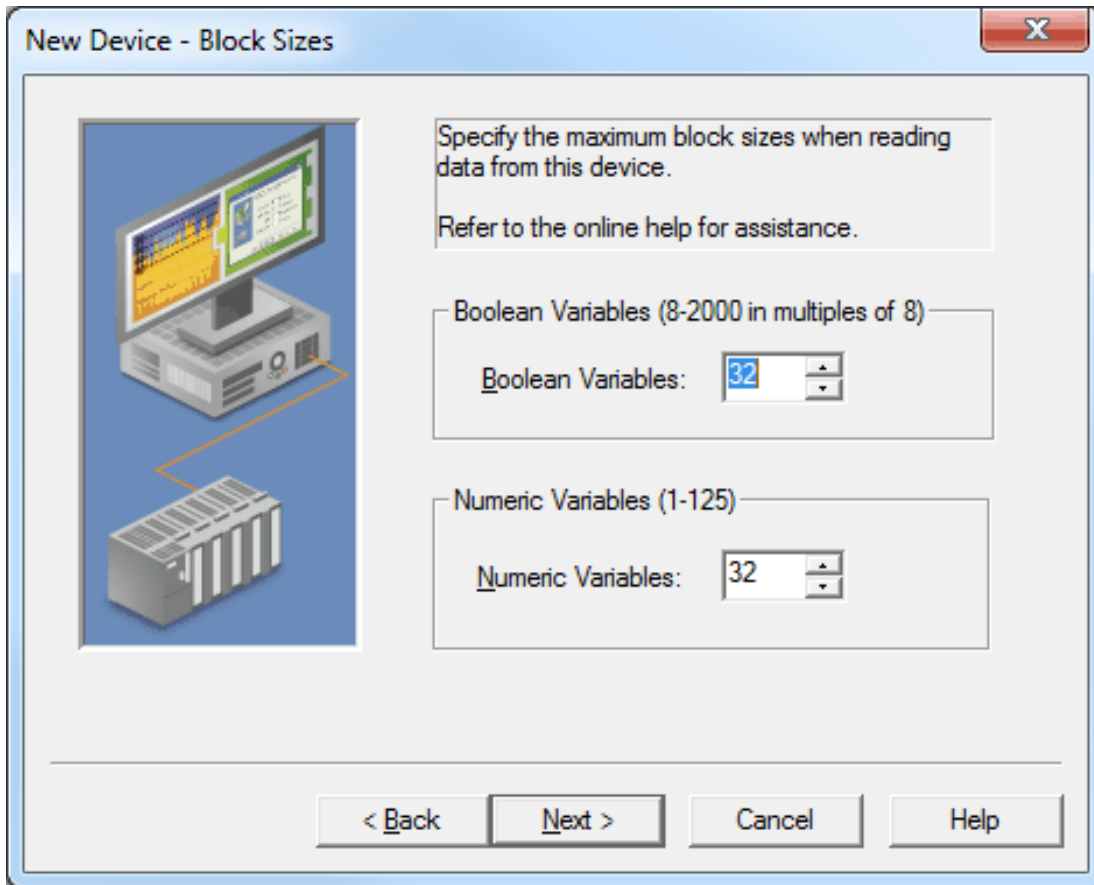 New Device - Block Sizes
Specify the maximum block sizes when reading
data from this device.
Refer to the online help for assistance.
Boolean Variables (8-2000 in multiples of 8)
Boolean Variables: 32
Numeric Variables (1-125)
Numeric Variables: 32
< Back Next > Cancel Help